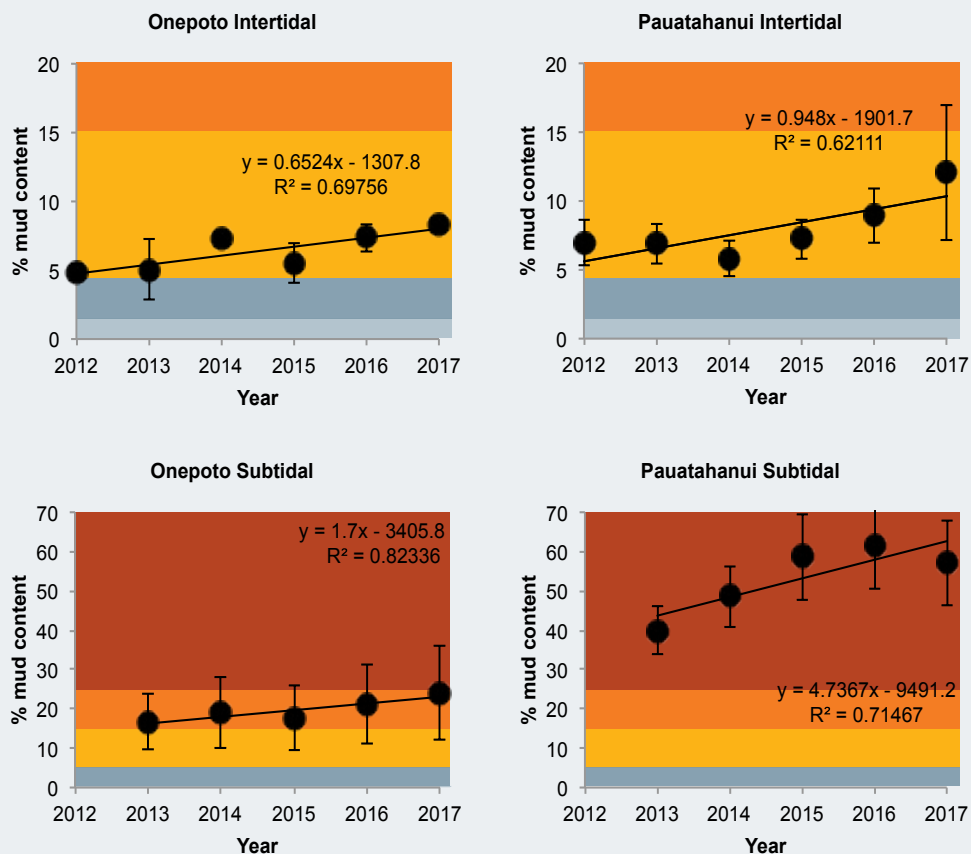 Onepoto Intertidal
20
15
10
5
0
% mud content
y = 0.6524x - 1307.8
R² = 0.69756
2012 2013 2014 2015 2016 2017
Year
Pauatahanui Intertidal
20
15
10
5
0
% mud content
y = 0.948x - 1901.7
R² = 0.62111
2012 2013 2014 2015 2016 2017
Year
Onepoto Subtidal
70
60
50
40
30
20
10
0
% mud content
y = 1.7x - 3405.8
R² = 0.82336
2012 2013 2014 2015 2016 2017
Year
Pauatahanui Subtidal
70
60
50
40
30
20
10
0
% mud content
y = 4.7367x - 9491.2
R² = 0.71467
2012 2013 2014 2015 2016 2017
Year